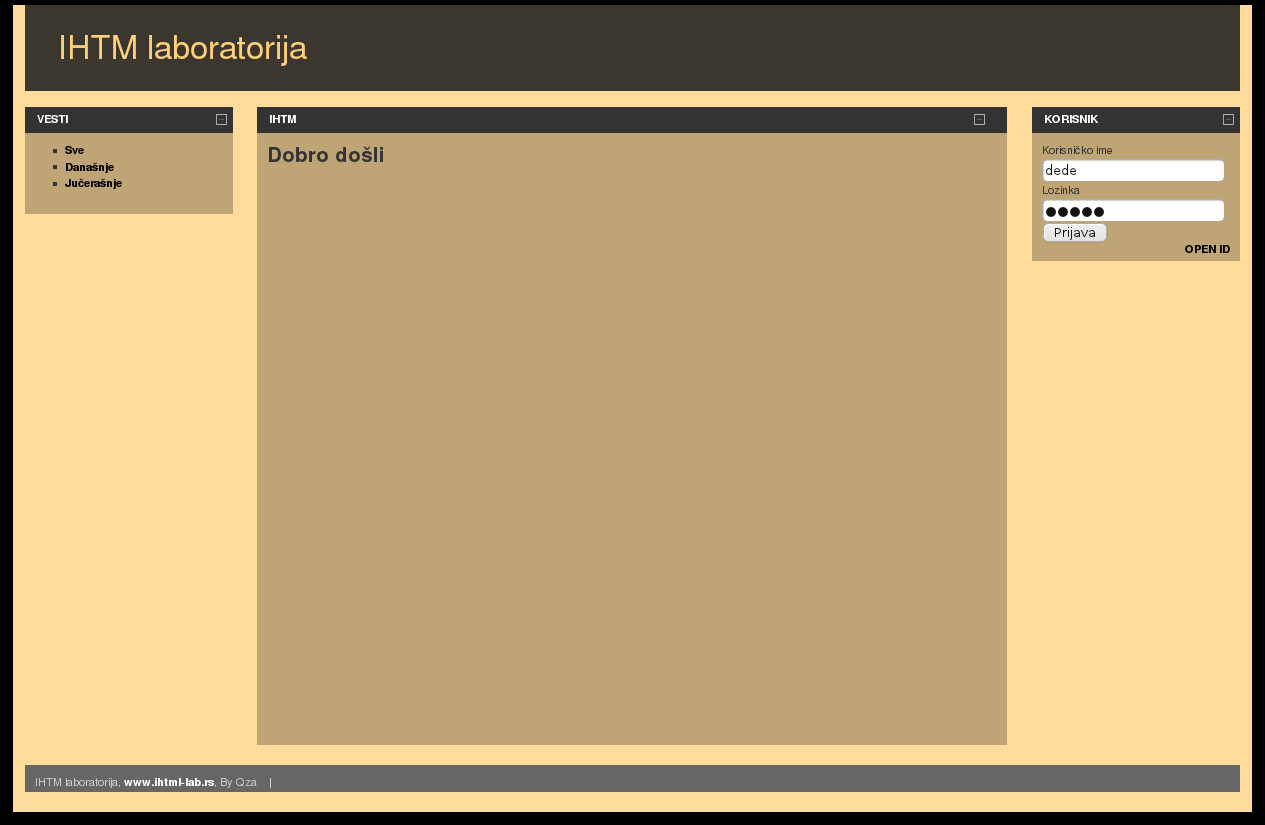 IHTM laboratorija
VESTI
Sve
Današnje
Jučerašnje
IHTM
Dobro došli
KORISNIK
Korisničko ime
dede
Lozinka
●●●●●
Prijava
OPEN ID
IHTM laboratorija, www.ihtml-lab.rs, By Qza |